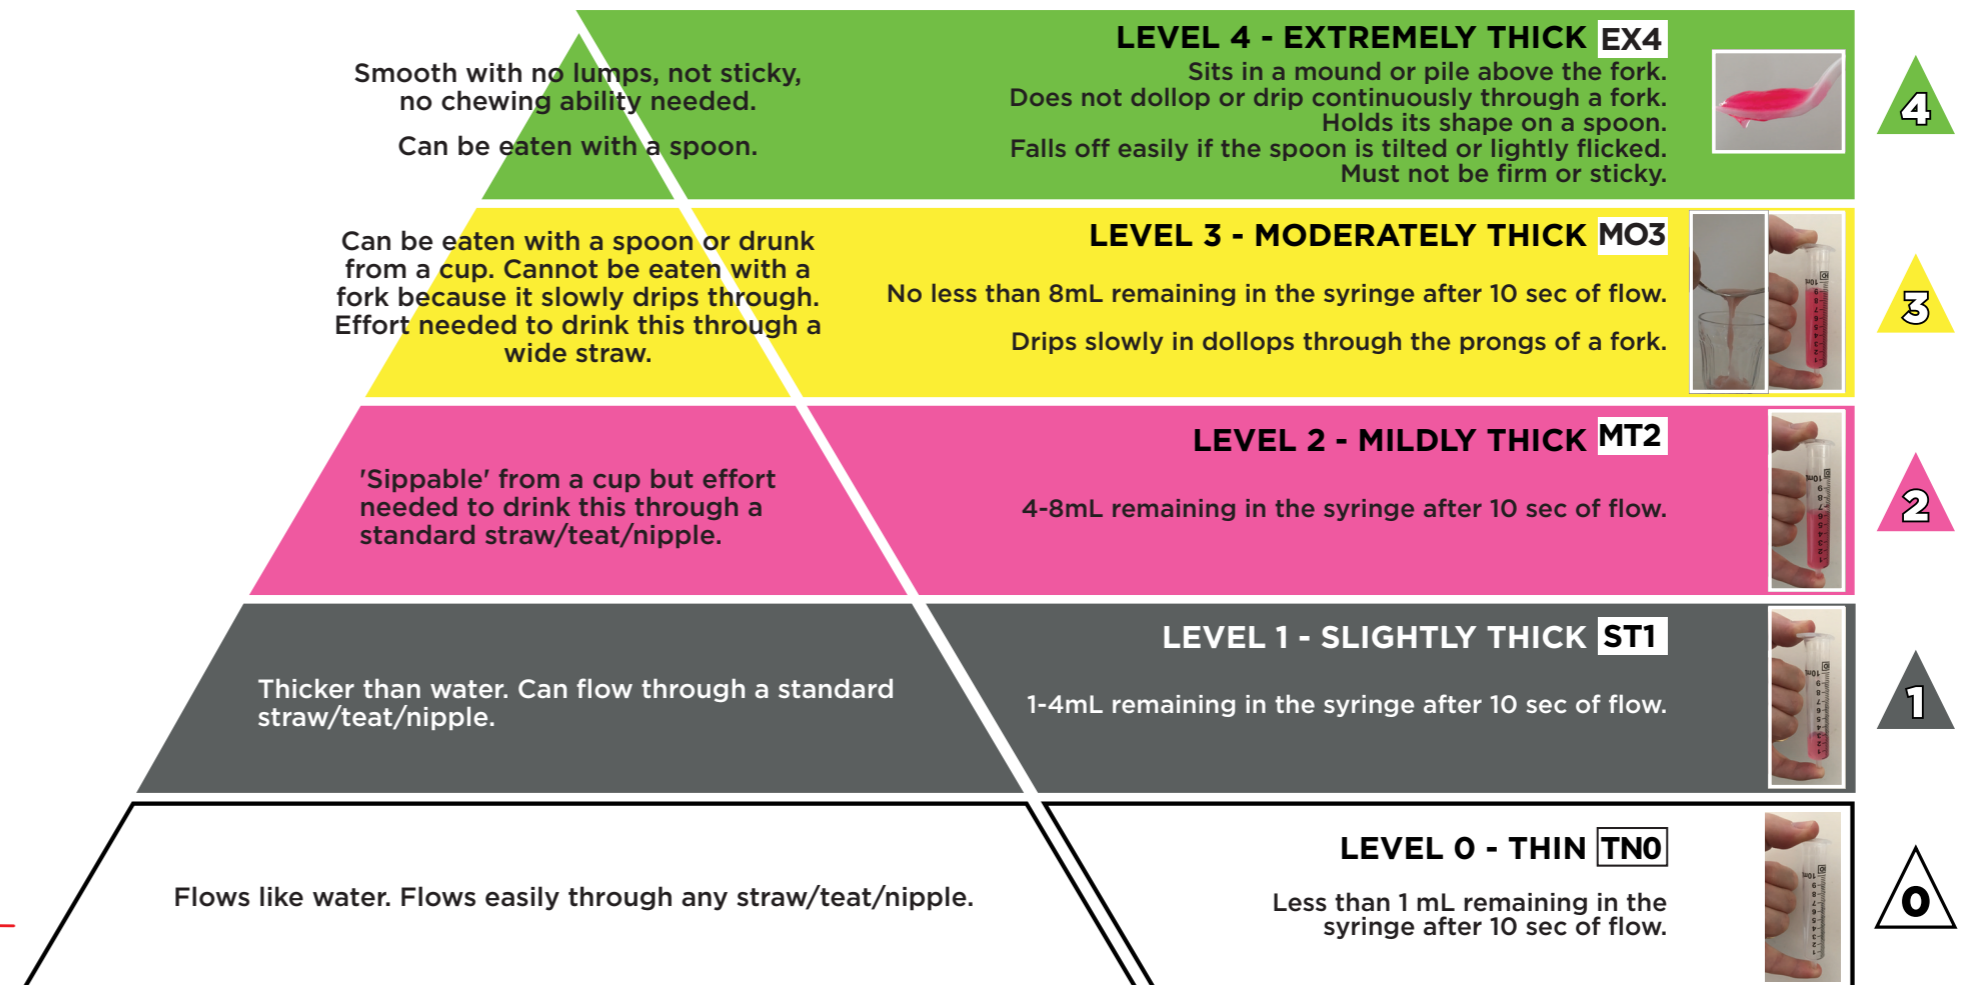 Smooth with no lumps, not sticky,
no chewing ability needed.
Can be eaten with a spoon.
LEVEL 4 - EXTREMELY THICK EX4
Sits in a mound or pile above the fork.
Does not dollop or drip continuously through a fork.
Holds its shape on a spoon.
Falls off easily if the spoon is tilted or lightly flicked.
Must not be firm or sticky.
4
Can be eaten with a spoon or drunk
from a cup. Cannot be eaten with a
fork because it slowly drips through.
Effort needed to drink this through a
wide straw.
LEVEL 3 - MODERATELY THICK MO3
No less than 8mL remaining in the syringe after 10 sec of flow.
Drips slowly in dollops through the prongs of a fork.
3
'Sippable' from a cup but effort
needed to drink this through a
standard straw/teat/nipple.
LEVEL 2 - MILDLY THICK MT2
4-8mL remaining in the syringe after 10 sec of flow.
2
Thicker than water. Can flow through a standard
straw/teat/nipple.
LEVEL 1 - SLIGHTLY THICK ST1
1-4mL remaining in the syringe after 10 sec of flow.
1
Flows like water. Flows easily through any straw/teat/nipple.
LEVEL 0 - THIN TN0
Less than 1 mL remaining in the
syringe after 10 sec of flow.
0